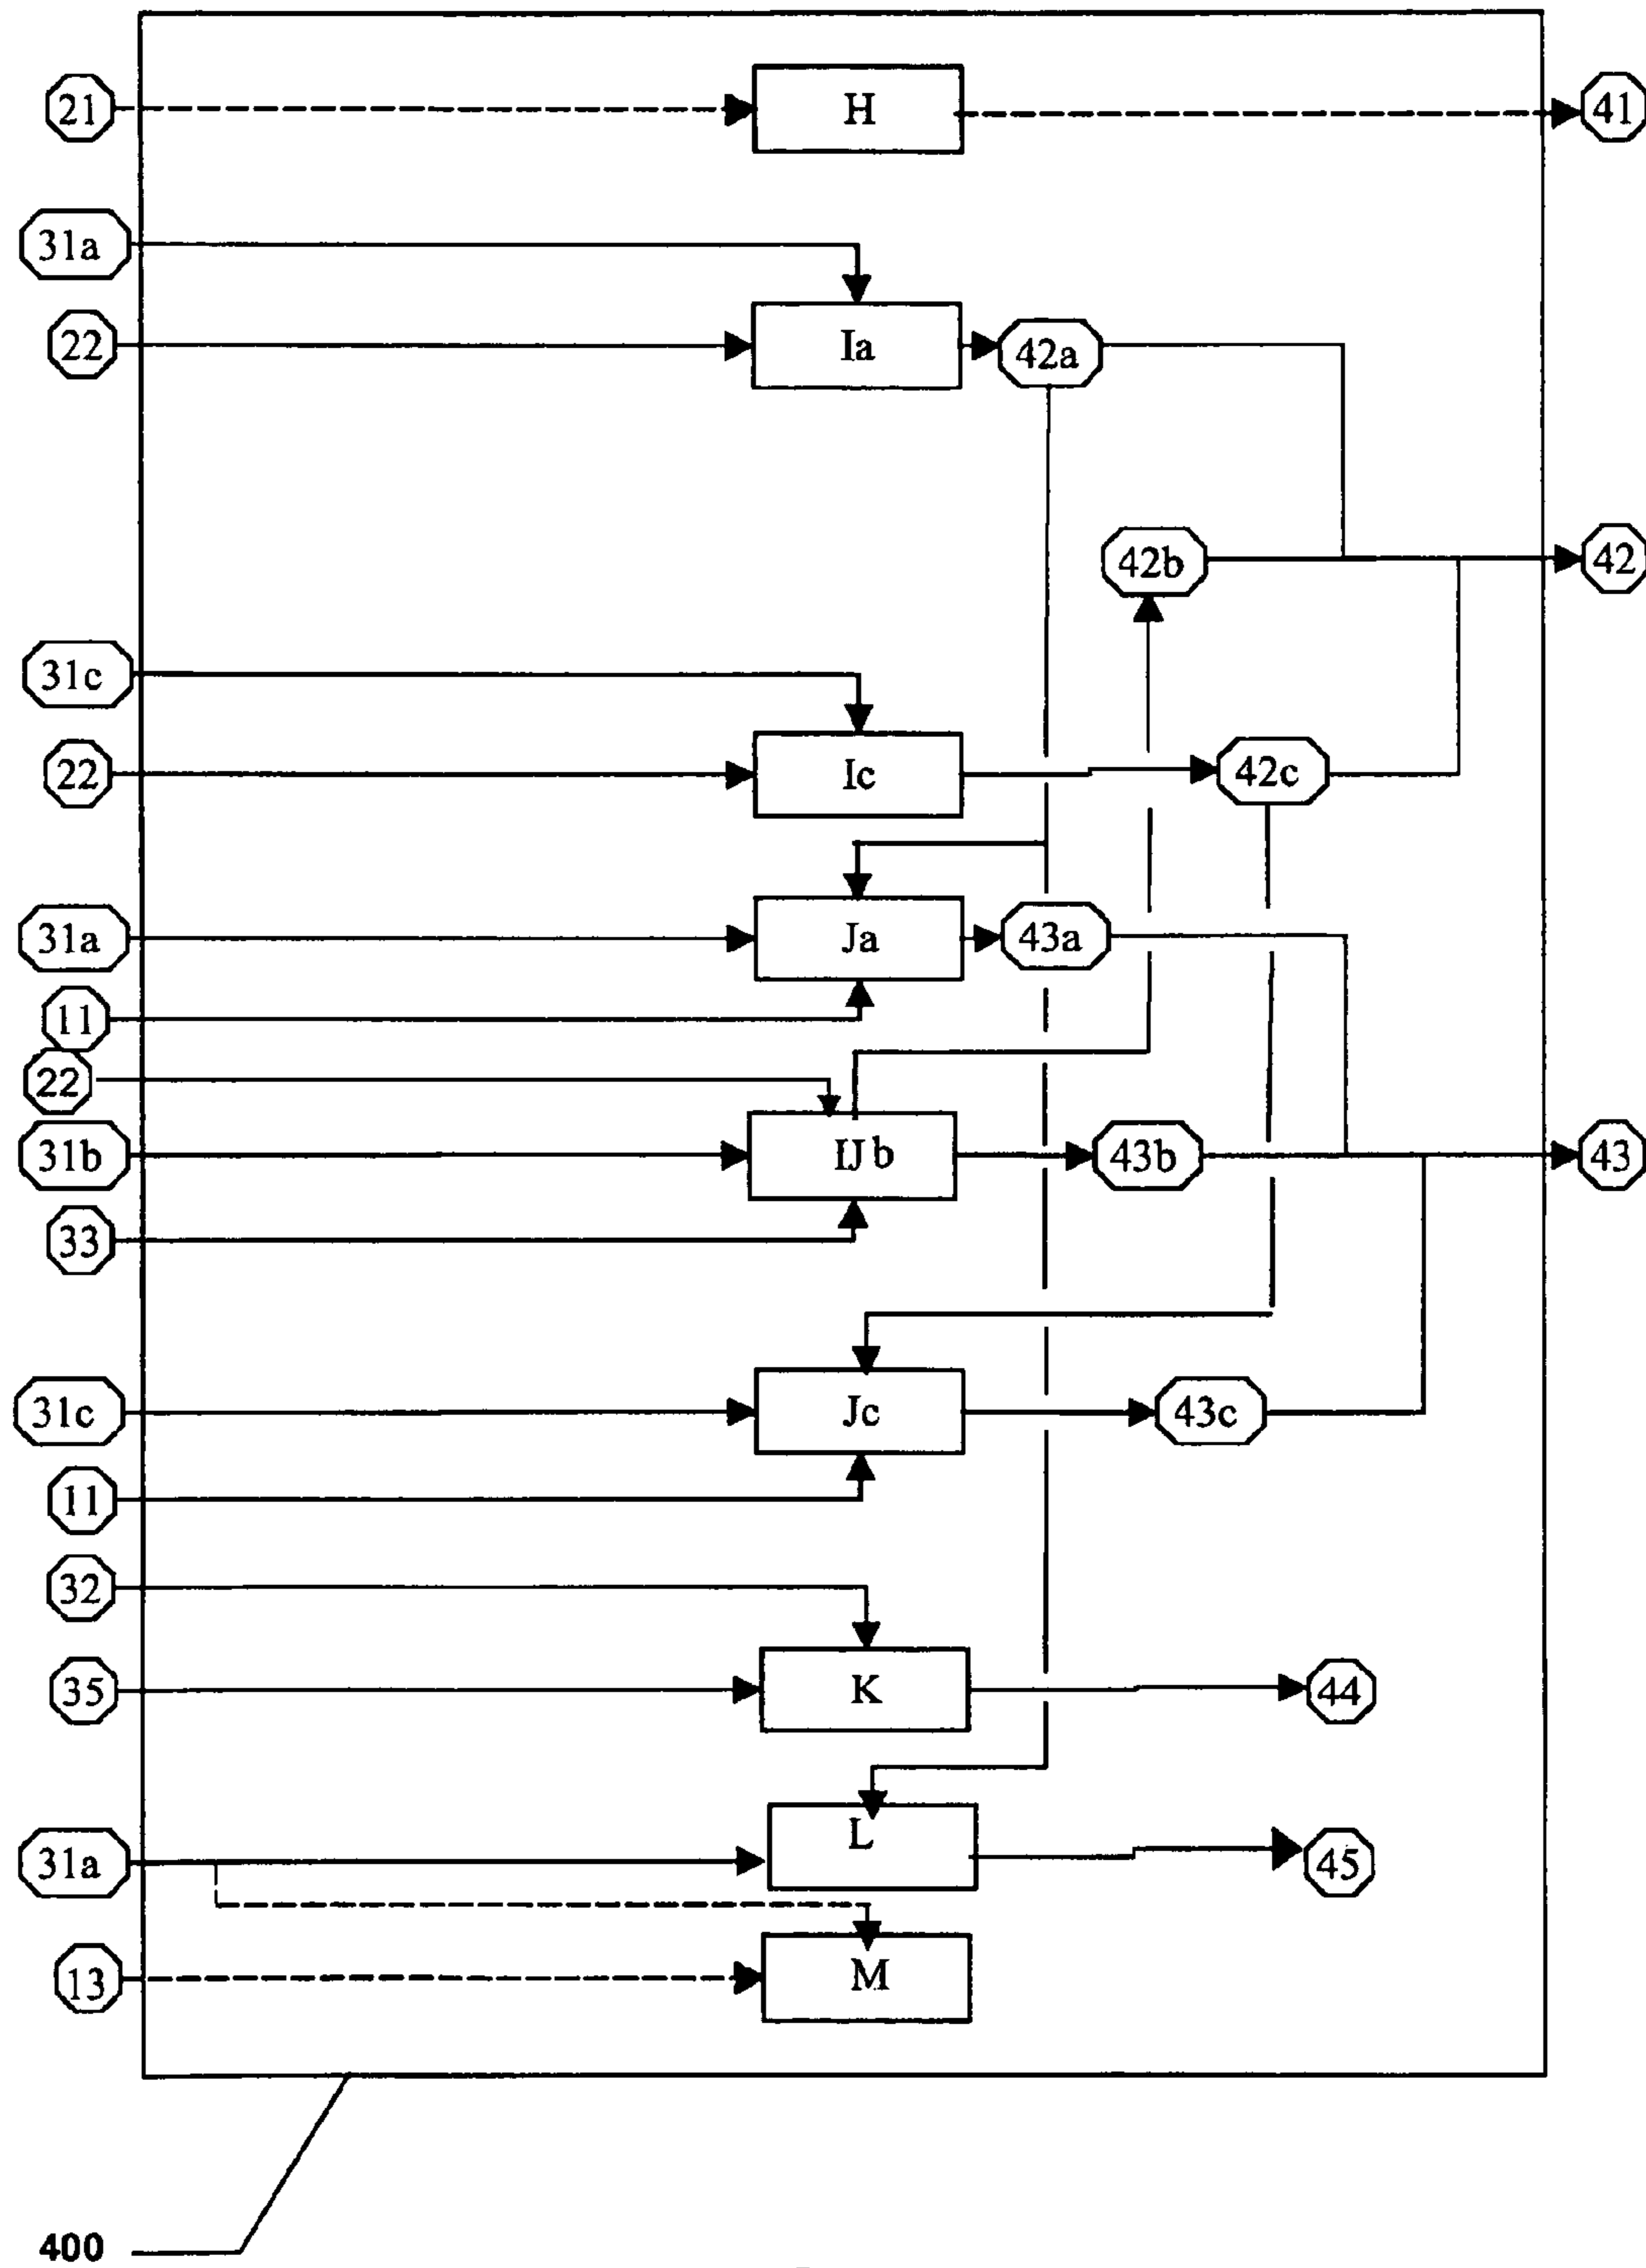 21 H 41
31a
22 Ia 42a
42b 42
31c
22 Ic 42c
31a Ja 43a
11
22
31b IJb 43b 43
33
31c Jc 43c
11
32
35 K 44
31a L 45
13 M
400